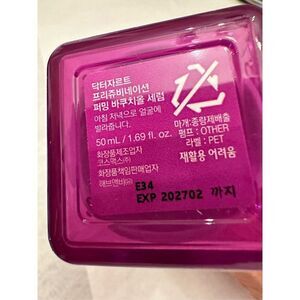 닥터자르트
프리쥬비네이션
퍼밍 바쿠치올 세럼
아침 저녁으로 얼굴에
발라줍니다.
50 mL / 1.69 fl. oz.
화장품제조업자
코스맥스㈜
화장품책임판매업자
해브앤비㈜
마개:종량제배출
펌프 : OTHER
라벨 : PET
재활용 어려움
E34
EXP 202702 까지